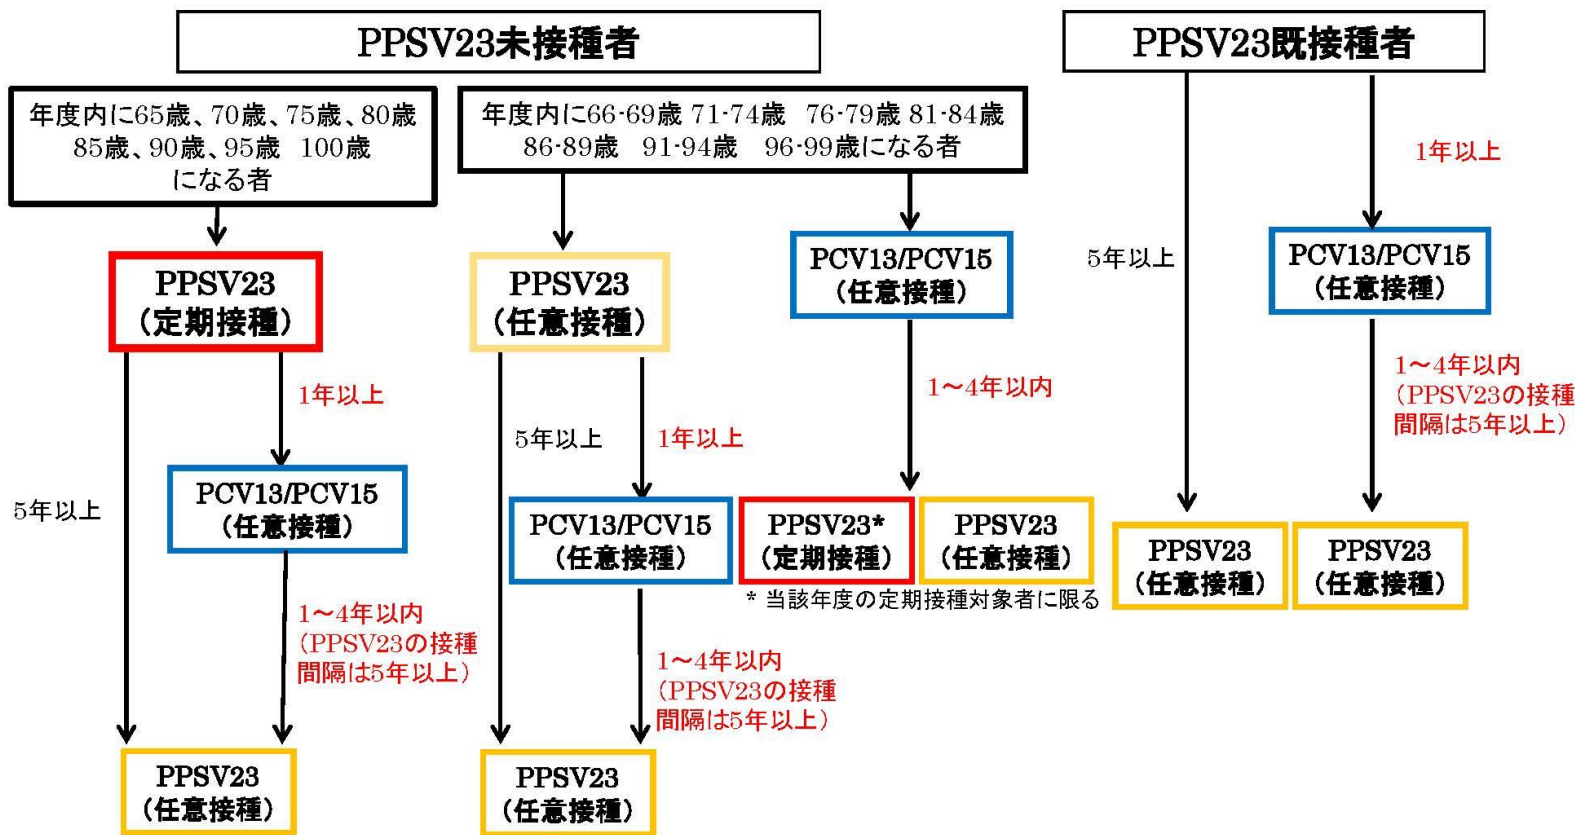 PPSV23未接種者
年度内に65歳、70歳、75歳、80歳
85歳、90歳、95歳 100歳
になる者
PPSV23
(定期接種)
5年以上
1年以上
PCV13/PCV15
(任意接種)
1～4年以内
(PPSV23の接種
間隔は5年以上)
PPSV23
(任意接種)
年度内に66-69歳 71-74歳 76-79歳 81-84歳
86-89歳 91-94歳 96-99歳になる者
PPSV23
(任意接種)
5年以上
1年以上
PCV13/PCV15
(任意接種)
1～4年以内
(PPSV23の接種
間隔は5年以上)
PPSV23
(任意接種)
PCV13/PCV15
(任意接種)
1～4年以内
PPSV23*
(定期接種)
PPSV23
(任意接種)
* 当該年度の定期接種対象者に限る
PPSV23既接種者
5年以上
1年以上
PCV13/PCV15
(任意接種)
1～4年以内
(PPSV23の接種
間隔は5年以上)
PPSV23
(任意接種)
PPSV23
(任意接種)